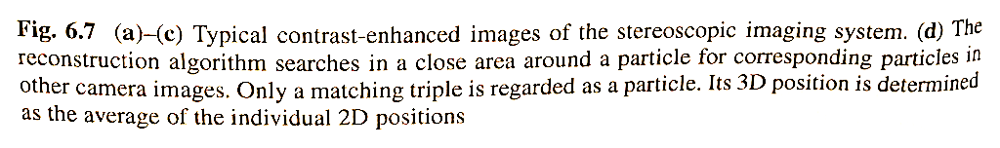 Fig. 6.7 (a)–(c) Typical contrast-enhanced images of the stereoscopic imaging system. (d) The
reconstruction algorithm searches in a close area around a particle for corresponding particles in
other camera images. Only a matching triple is regarded as a particle. Its 3D position is determined
as the average of the individual 2D positions